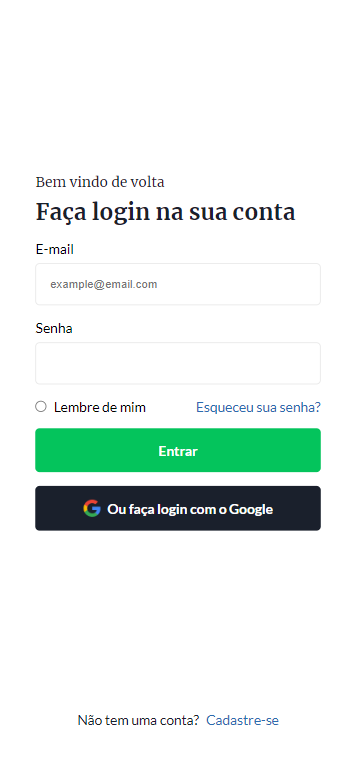 Bem vindo de volta
Faça login na sua conta
E-mail
example@email.com
Senha
Lembre de mim Esqueceu sua senha?
Entrar
Ou faça login com o Google
Não tem uma conta? Cadastre-se